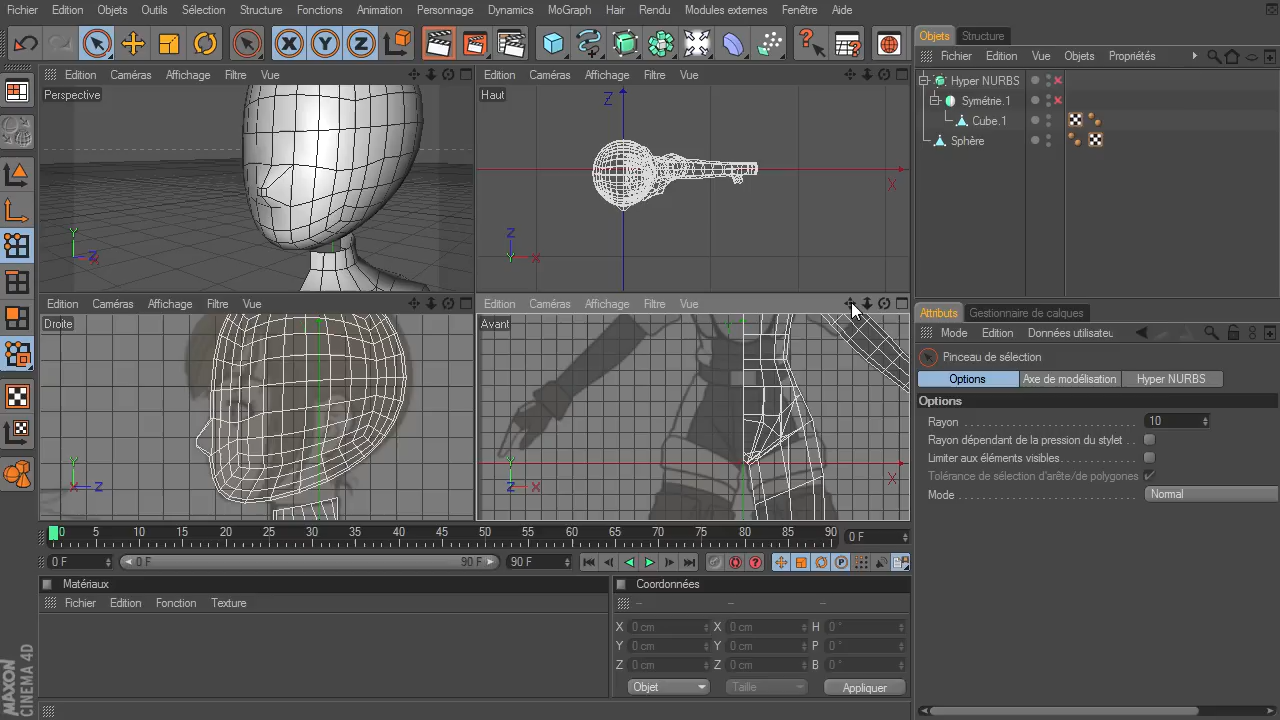 Fichier Edition Objets Outils Sélection Structure Fonctions Animation Personnage Dynamics MoGraph Hair Rendu Modules externes Fenêtre Aide
X Y Z
Objets Structure
Fichier Edition Vue Objets Propriétés
Hyper NURBS
Symétrie.1
Cube.1
Sphère
Edition Caméras Affichage Filtre Vue
Perspective
Y
Z
X
Edition Caméras Affichage Filtre Vue
Haut
Z
X
Z
Y
X
Edition Caméras Affichage Filtre Vue
Droite
Y
X
Z
Edition Caméras Affichage Filtre Vue
Avant
X
Y
Z
X
Attributs Gestionnaire de calques
Mode Edition Données utilisateu
Pinceau de sélection
Options Axe de modélisation Hyper NURBS
Options
Rayon 10
Rayon dépendant de la pression du stylet
Limiter aux éléments visibles
Tolérance de sélection d'arête/de polygones
Mode Normal
0 5 10 15 20 25 30 35 40 45 50 55 60 65 70 75 80 85 90 0 F
0 F 0 F 90 F 90 F
Matériaux
Fichier Edition Fonction Texture
Coordonnées
-- -- --
X 0 cm X 0 cm H 0 °
Y 0 cm Y 0 cm P 0 °
Z 0 cm Z 0 cm B 0 °
Objet Taille Appliquer
MAXON
CINEMA 4D